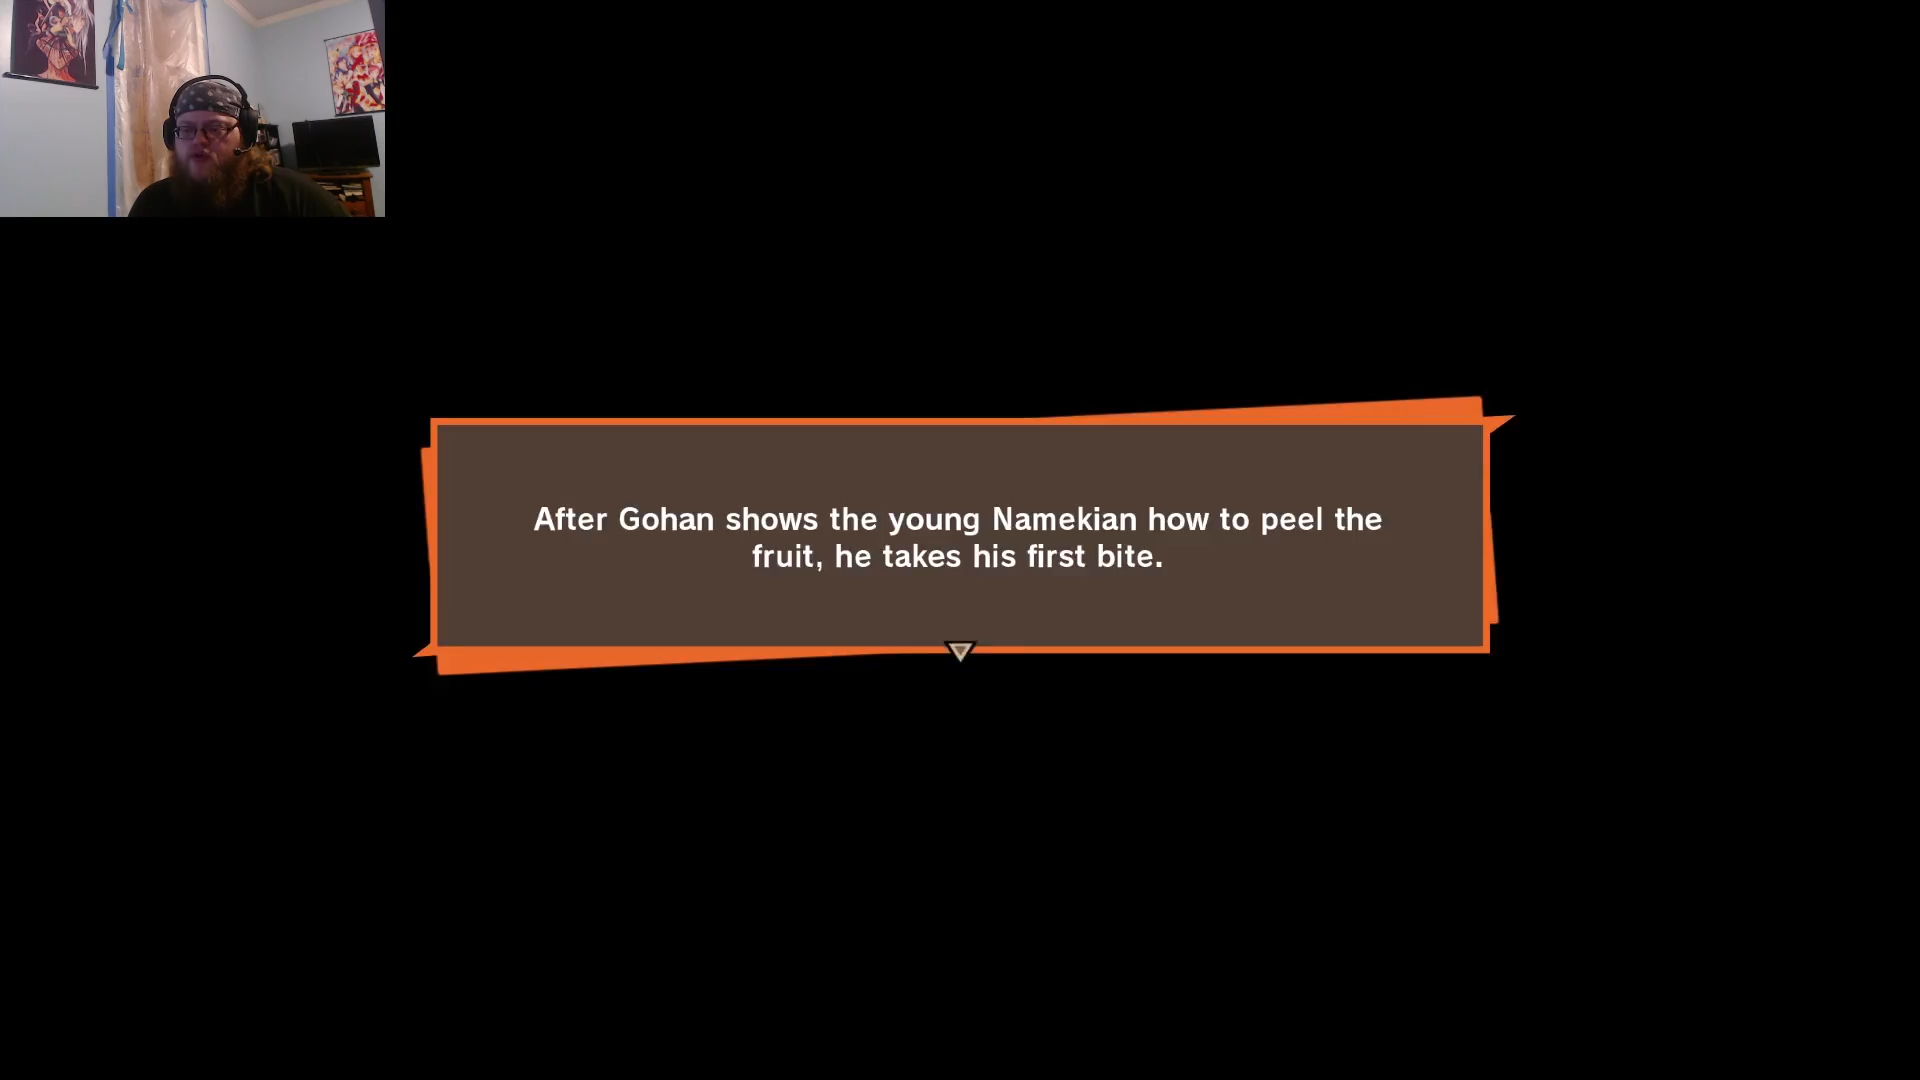 After Gohan shows the young Namekian how to peel the
fruit, he takes his first bite.